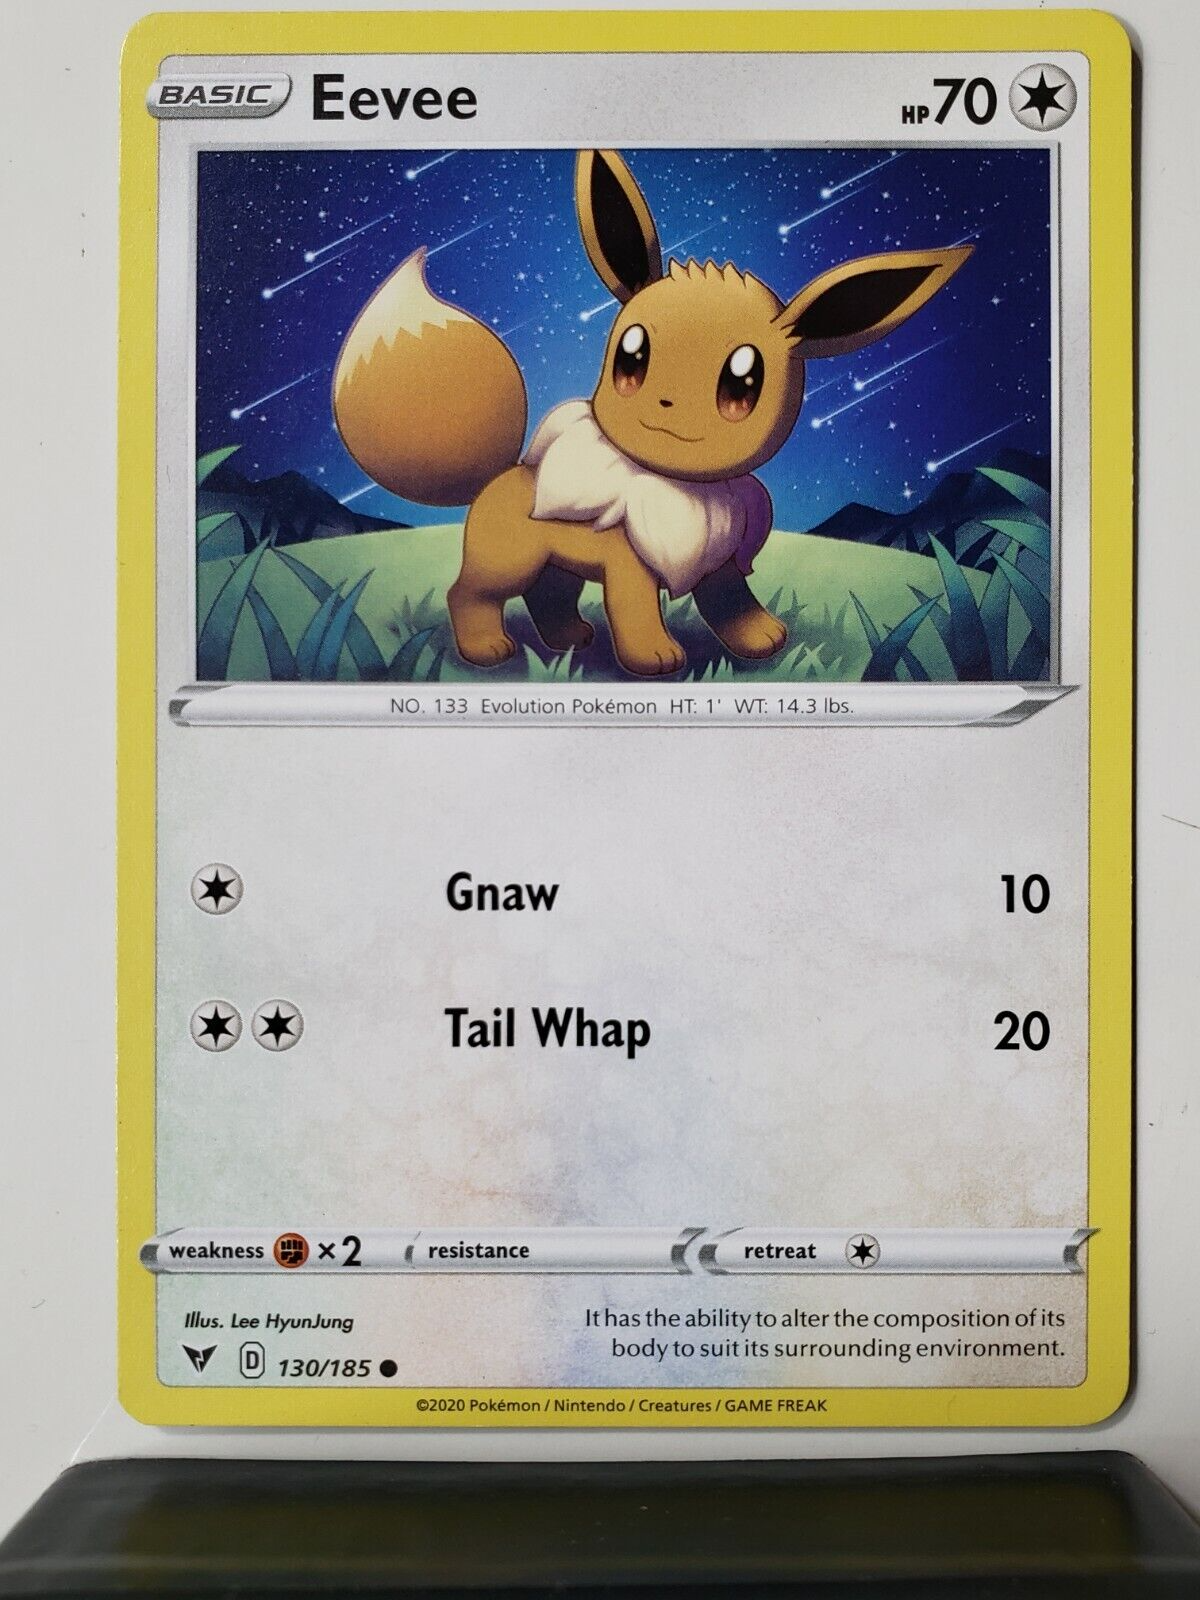 BASIC Eevee HP 70
NO. 133 Evolution Pokémon HT: 1' WT: 14.3 lbs.
Gnaw 10
Tail Whap 20
weakness ×2 resistance retreat
Illus. Lee HyunJung
It has the ability to alter the composition of its
body to suit its surrounding environment.
D 130/185
©2020 Pokémon / Nintendo / Creatures / GAME FREAK